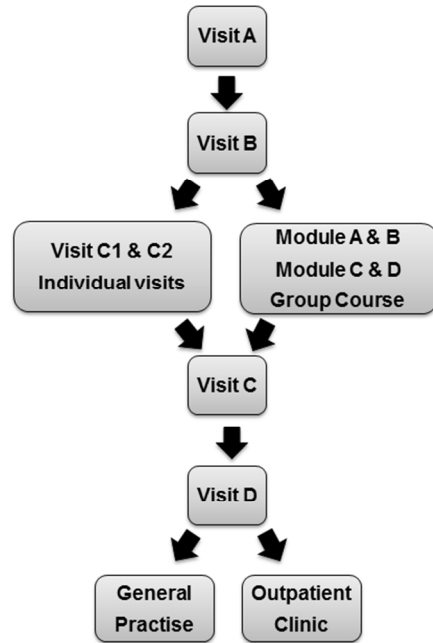 Visit A
Visit B
Visit C1 & C2
Individual visits
Module A & B
Module C & D
Group Course
Visit C
Visit D
General
Practise
Outpatient
Clinic